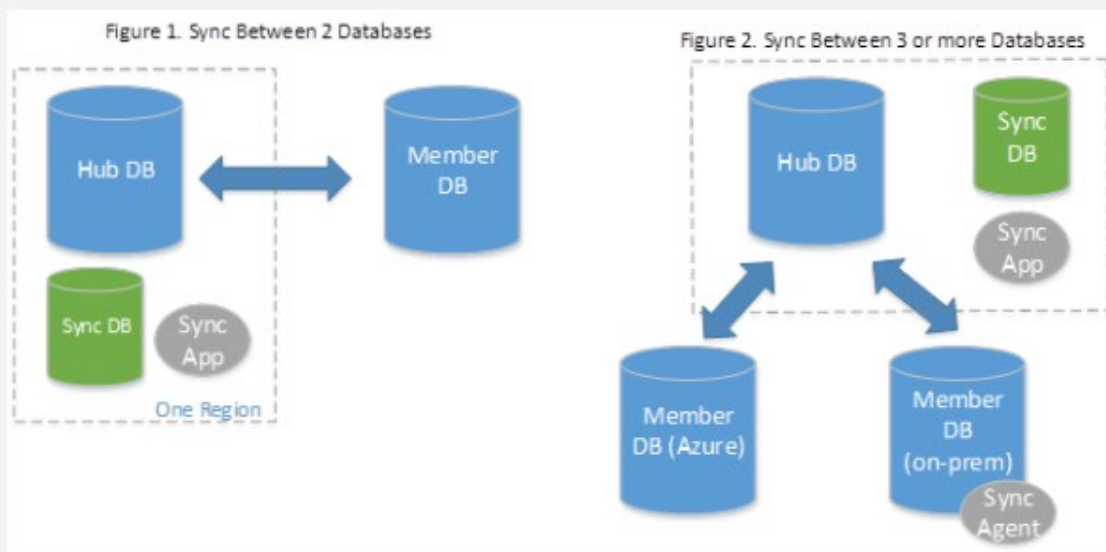 Figure 1. Sync Between 2 Databases
Hub DB
Member
DB
Sync DB
Sync
App
One Region
Figure 2. Sync Between 3 or more Databases
Hub DB
Sync
DB
Sync
App
Member
DB (Azure)
Member
DB
(on-prem)
Sync
Agent